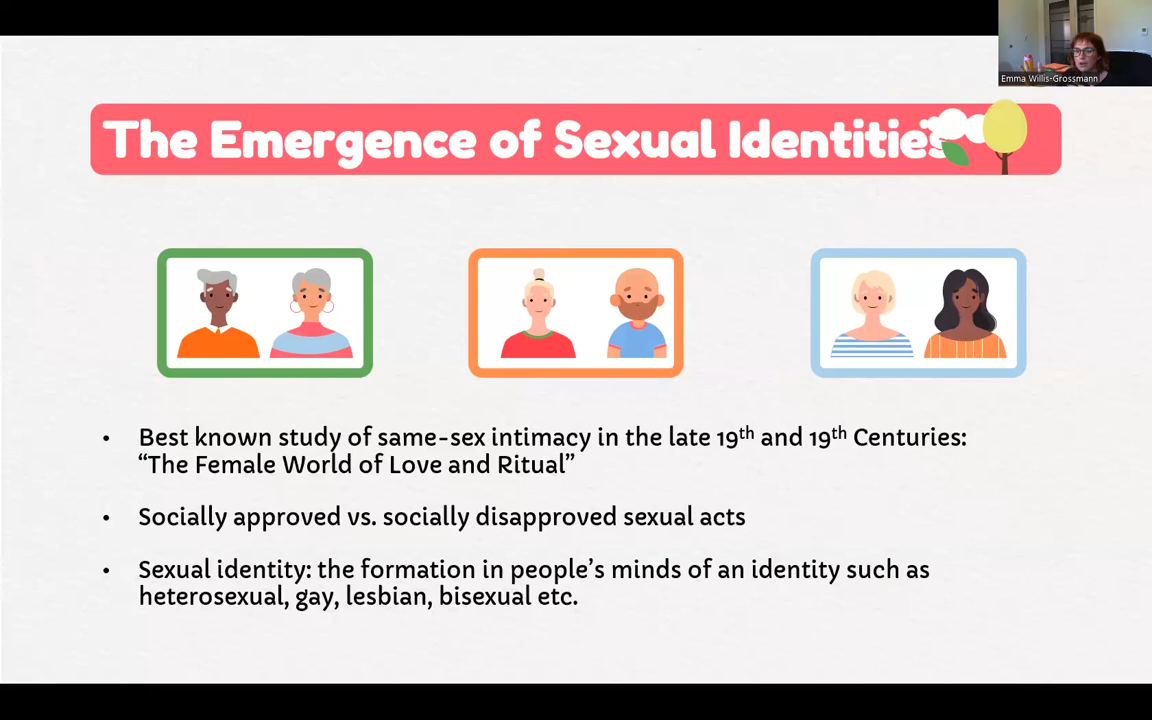 Emma Willis-Grossmann
The Emergence of Sexual Identities
• Best known study of same-sex intimacy in the late 19th and 19th Centuries:
“The Female World of Love and Ritual”
• Socially approved vs. socially disapproved sexual acts
• Sexual identity: the formation in people’s minds of an identity such as
heterosexual, gay, lesbian, bisexual etc.